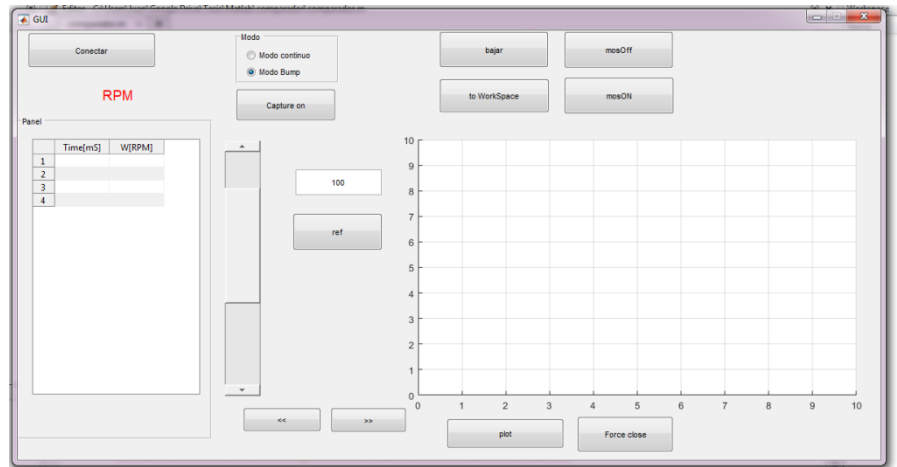 GUI
Conectar
Modo
Modo continuo
Modo Bump
bajar
mosOff
RPM
Capture on
to WorkSpace
mosON
Panel
Time[mS] W[RPM]
1
2
3
4
100
ref
10
9
8
7
6
5
4
3
2
1
0
0 1 2 3 4 5 6 7 8 9 10
<<
>>
plot
Force close